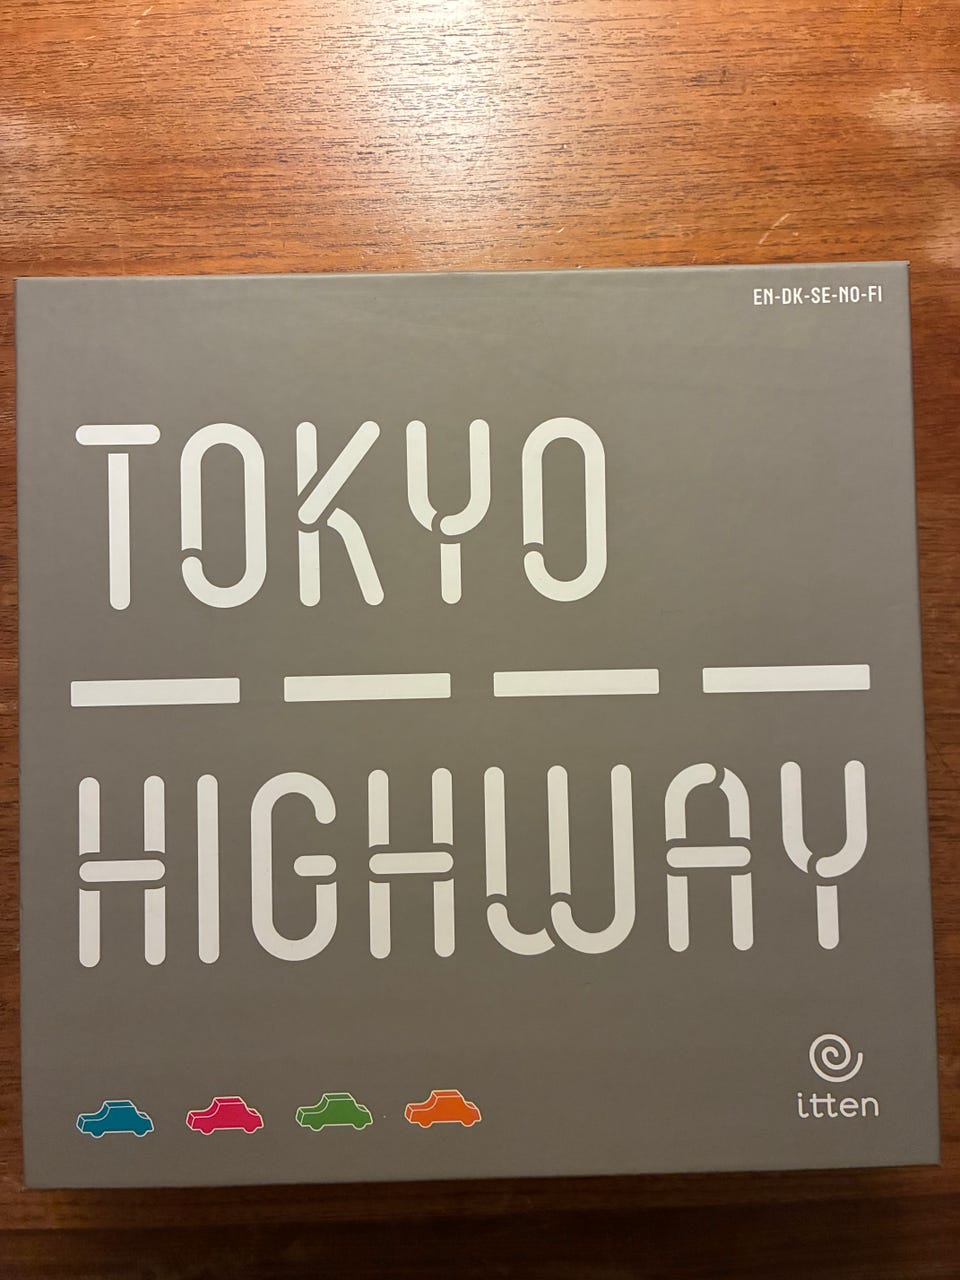 EN-DK-SE-NO-FI
TOKYO
HIGHWAY
itten